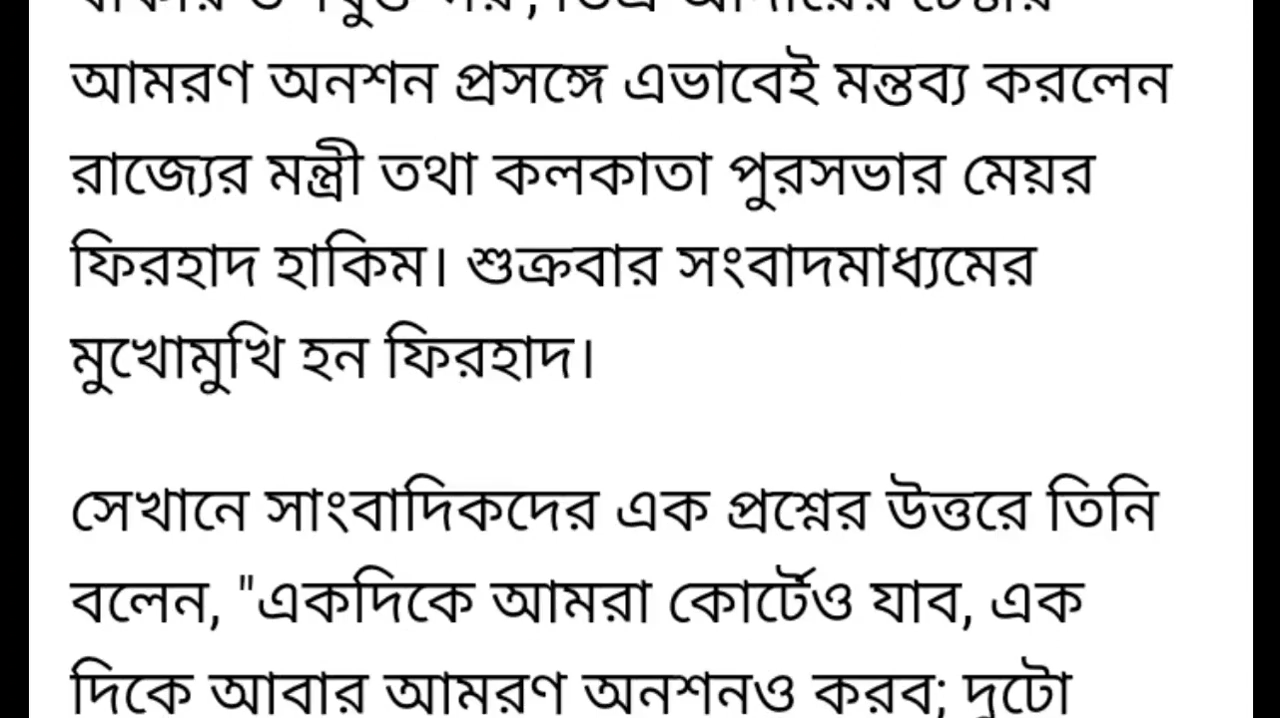 আমরণ অনশন প্রসঙ্গে এভাবেই মন্তব্য করলেন
রাজ্যের মন্ত্রী তথা কলকাতা পুরসভার মেয়র
ফিরহাদ হাকিম। শুক্রবার সংবাদমাধ্যমের
মুখোমুখি হন ফিরহাদ।
সেখানে সাংবাদিকদের এক প্রশ্নের উত্তরে তিনি
বলেন, "একদিকে আমরা কোর্টেও যাব, এক
দিকে আবার আমরণ অনশনও করব; দুটো